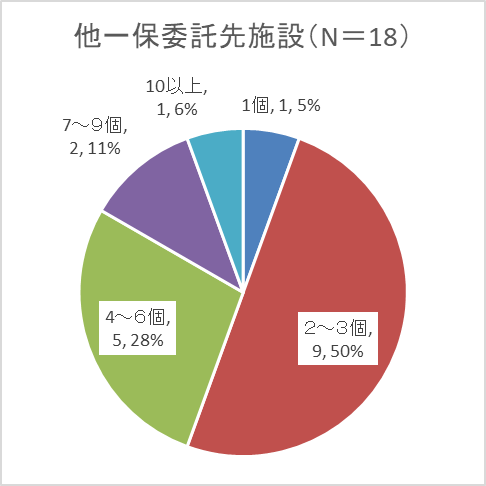 他一保委託先施設（N＝18）
10以上,
1, 6%
1個, 1, 5%
7～９個,
2, 11%
２～３個,
9, 50%
4～６個,
5, 28%